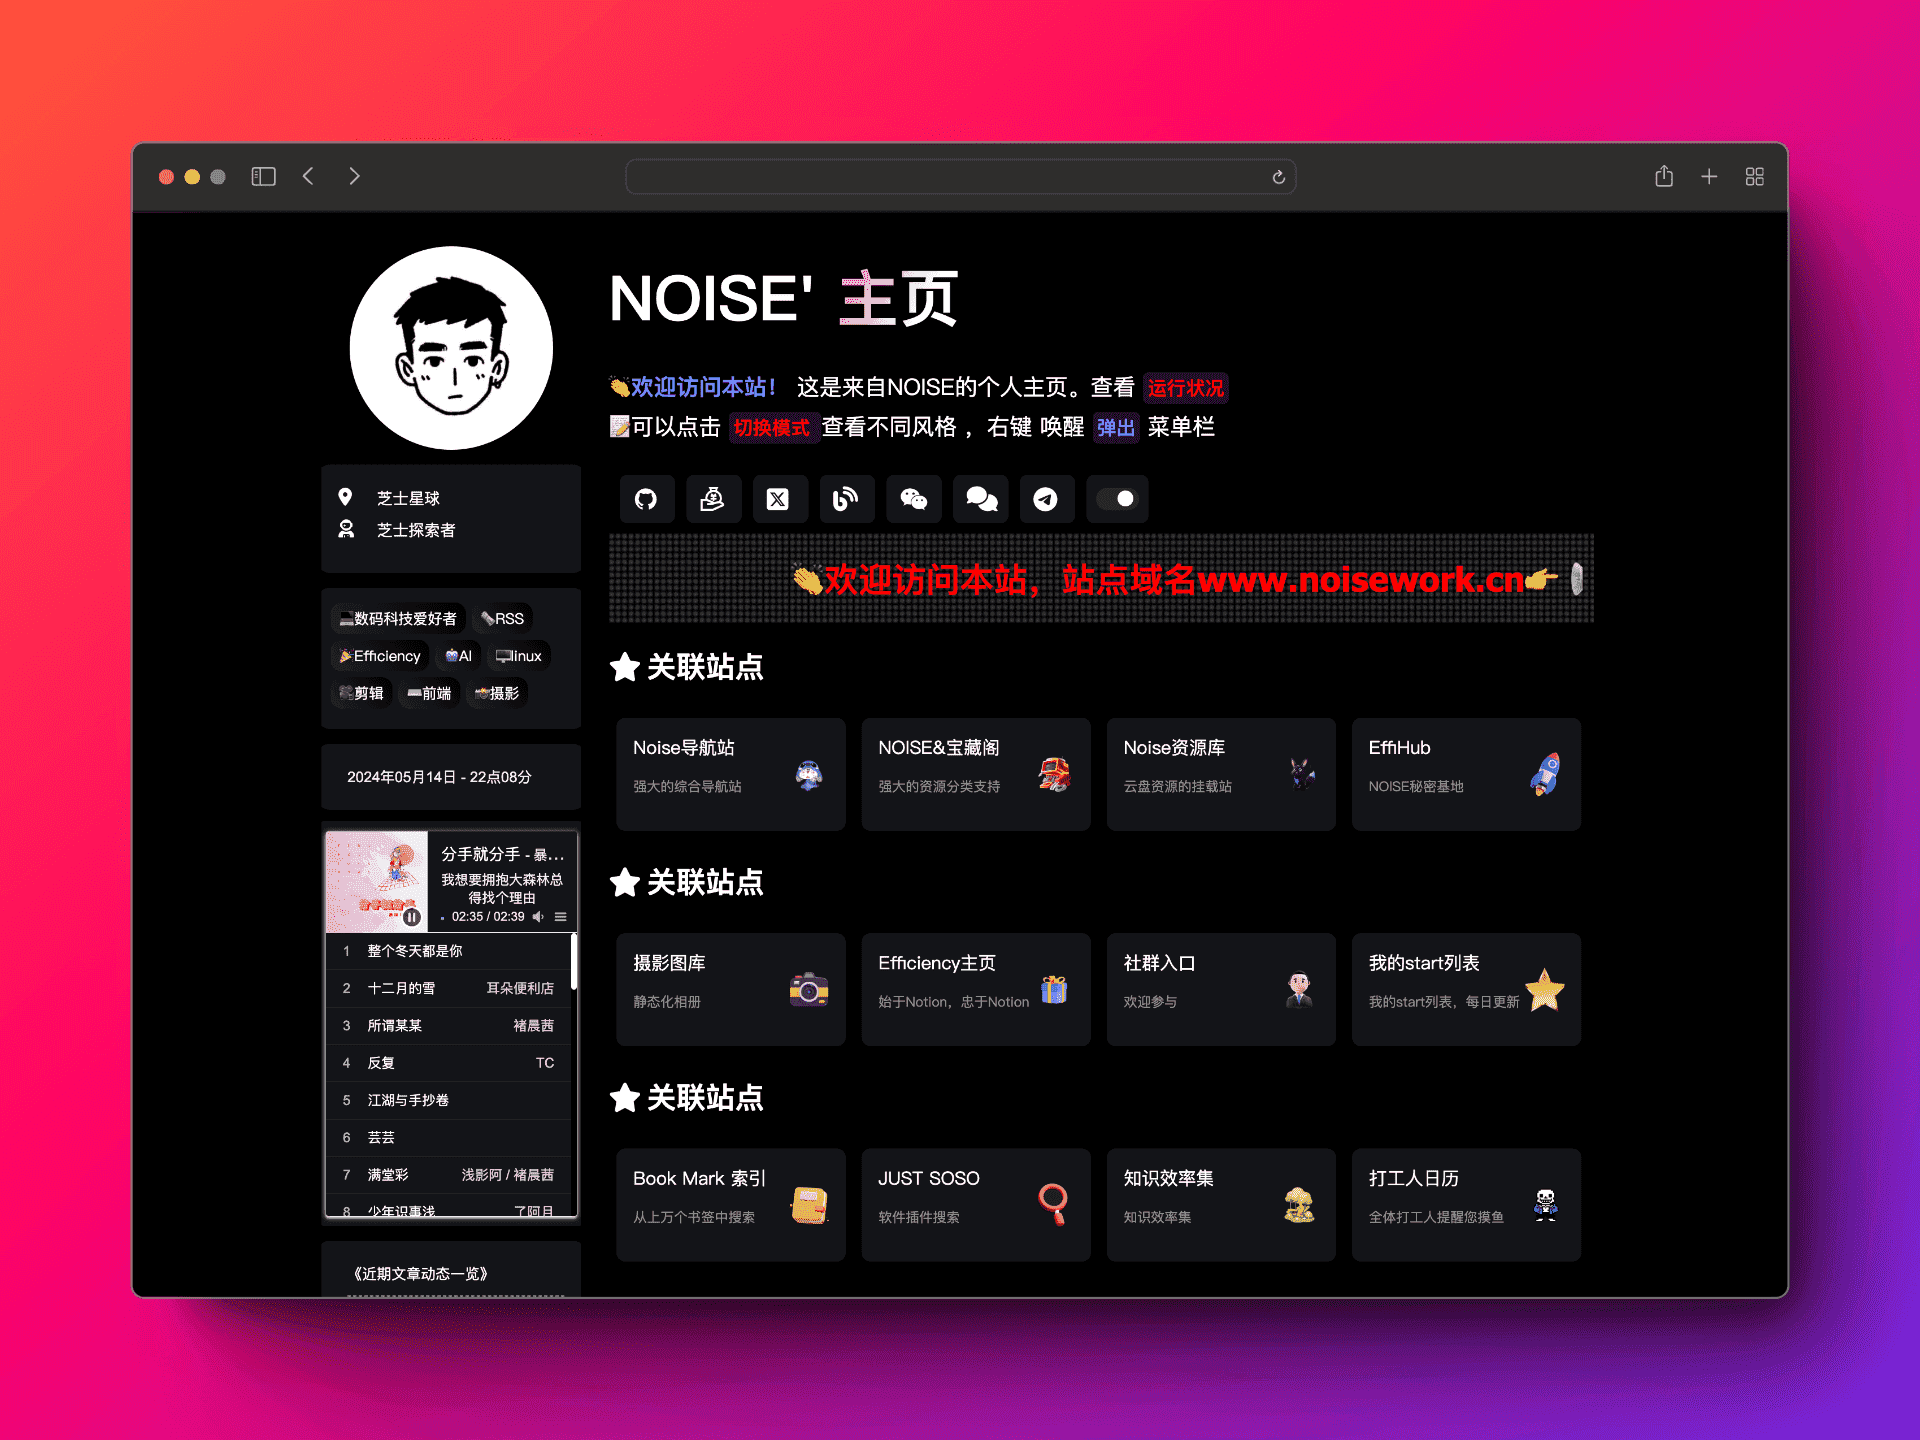 NOISE' 主页
👏欢迎访问本站！ 这是来自NOISE的个人主页。查看 运行状况
📝可以点击 切换模式 查看不同风格 ，右键 唤醒 弹出 菜单栏
👏欢迎访问本站，站点域名www.noisework.cn👉
芝士星球
芝士探索者
数码科技爱好者 RSS
Efficiency AI linux
剪辑 前端 摄影
2024年05月14日 - 22点08分
分手就分手 - 暴...
我想要拥抱大森林总
得找个理由
02:35 / 02:39
1 整个冬天都是你
2 十二月的雪 耳朵便利店
3 所谓某某 褚晨茜
4 反复 TC
5 江湖与手抄卷
6 芸芸
7 满堂彩 浅影阿 / 褚晨茜
8 少年识事浅 了阿月
《近期文章动态一览》
关联站点
Noise导航站
强大的综合导航站
NOISE&宝藏阁
强大的资源分类支持
Noise资源库
云盘资源的挂载站
EffiHub
NOISE秘密基地
关联站点
摄影图库
静态化相册
Efficiency主页
始于Notion，忠于Notion
社群入口
欢迎参与
我的start列表
我的start列表，每日更新
关联站点
Book Mark 索引
从上万个书签中搜索
JUST SOSO
软件插件搜索
知识效率集
知识效率集
打工人日历
全体打工人提醒您摸鱼